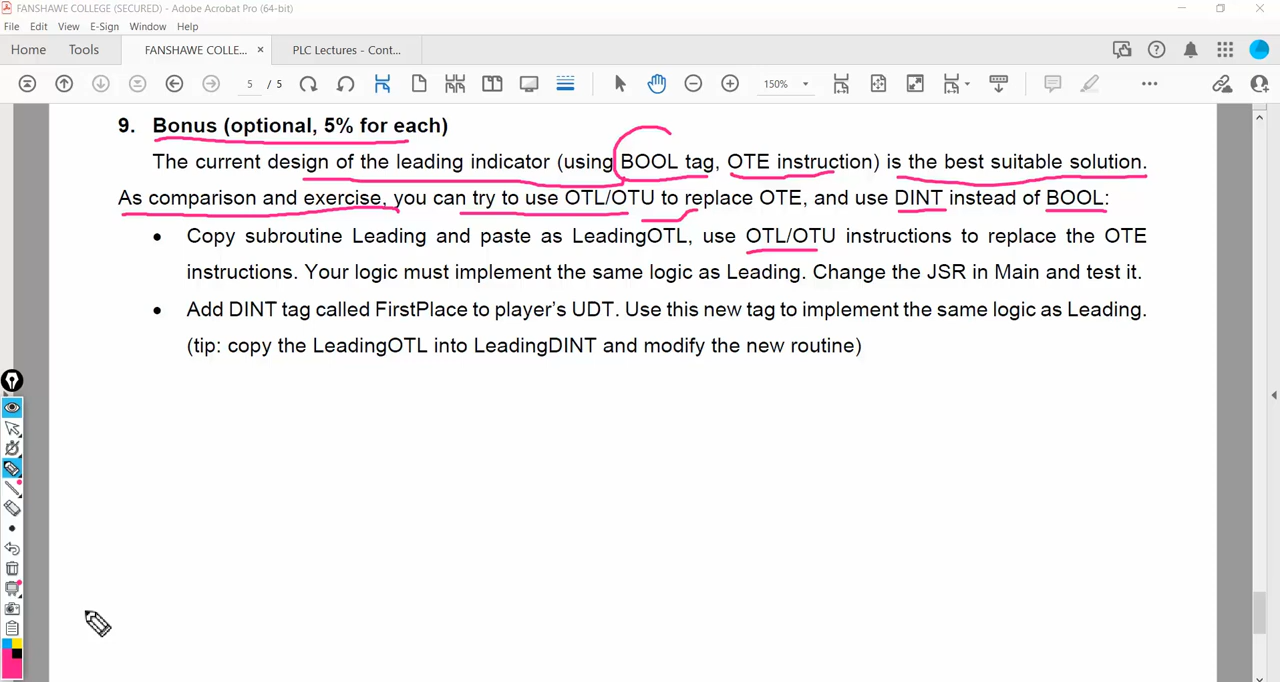 FANSHAWE COLLEGE (SECURED) - Adobe Acrobat Pro (64-bit)
File Edit View E-Sign Window Help
Home Tools FANSHAWE COLLE... × PLC Lectures - Cont...
5 / 5 150%
9. Bonus (optional, 5% for each)
The current design of the leading indicator (using BOOL tag, OTE instruction) is the best suitable solution.
As comparison and exercise, you can try to use OTL/OTU to replace OTE, and use DINT instead of BOOL:
• Copy subroutine Leading and paste as LeadingOTL, use OTL/OTU instructions to replace the OTE
instructions. Your logic must implement the same logic as Leading. Change the JSR in Main and test it.
• Add DINT tag called FirstPlace to player's UDT. Use this new tag to implement the same logic as Leading.
(tip: copy the LeadingOTL into LeadingDINT and modify the new routine)